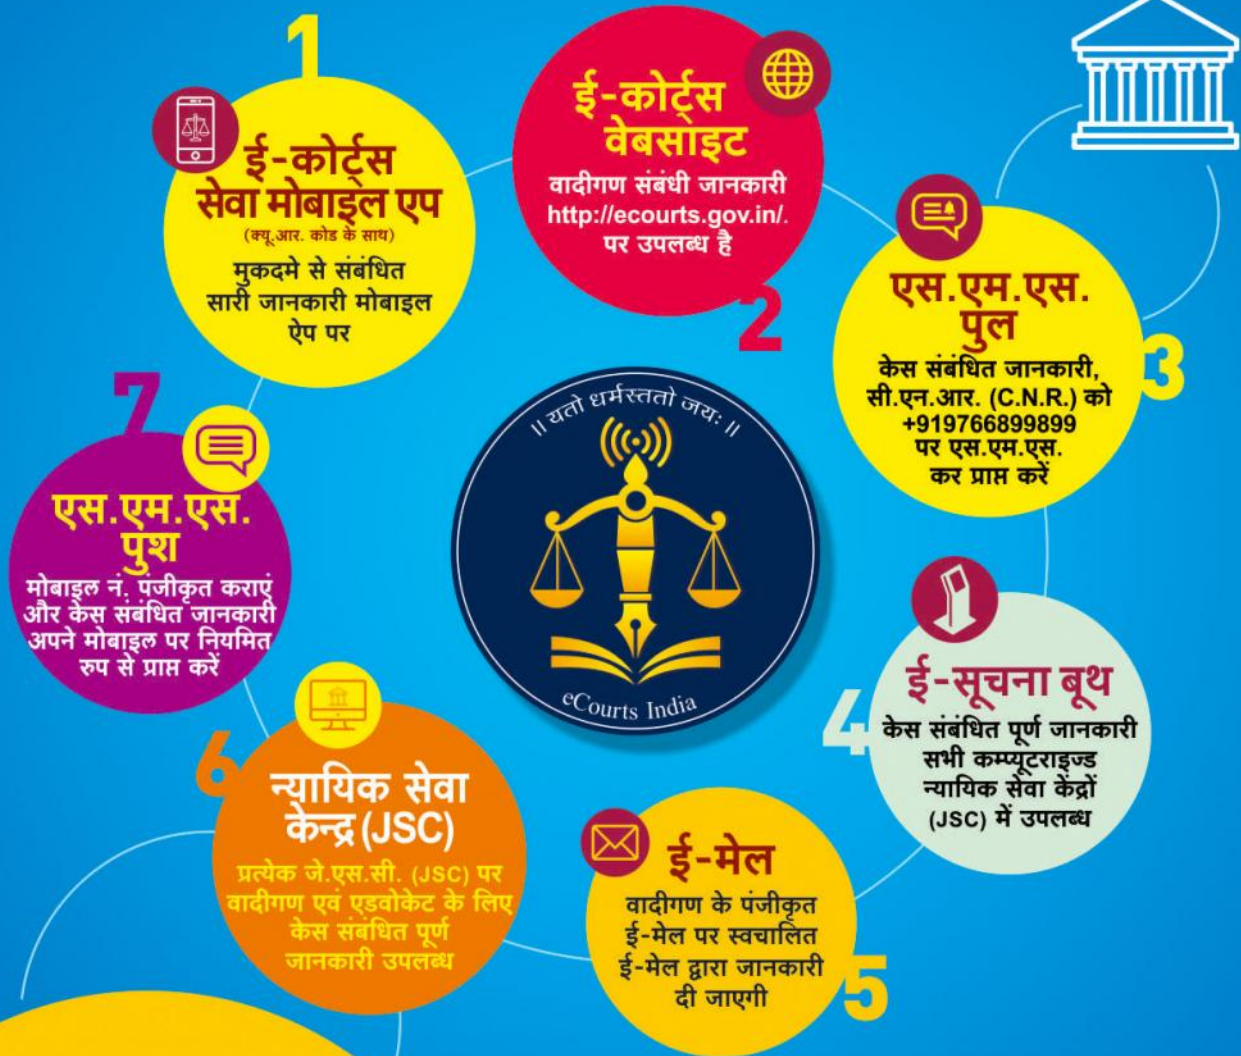 1
ई-कोर्ट्स
सेवा मोबाइल एप
(क्यू.आर. कोड के साथ)
मुकदमे से संबंधित
सारी जानकारी मोबाइल
ऐप पर
ई-कोर्ट्स
वेबसाइट
वादीगण संबंधी जानकारी
http://ecourts.gov.in/.
पर उपलब्ध है
2
एस.एम.एस.
पुल
केस संबंधित जानकारी,
सी.एन.आर. (C.N.R.) को
+919766899899
पर एस.एम.एस.
कर प्राप्त करें
3
ई-सूचना बूथ
केस संबंधित पूर्ण जानकारी
सभी कम्प्यूटराइज्ड
न्यायिक सेवा केंद्रों
(JSC) में उपलब्ध
4
ई-मेल
वादीगण के पंजीकृत
ई-मेल पर स्वचालित
ई-मेल द्वारा जानकारी
दी जाएगी
5
6
न्यायिक सेवा
केन्द्र (JSC)
प्रत्येक जे.एस.सी. (JSC) पर
वादीगण एवं एडवोकेट के लिए
केस संबंधित पूर्ण
जानकारी उपलब्ध
7
एस.एम.एस.
पुश
मोबाइल नं. पंजीकृत कराएं
और केस संबंधित जानकारी
अपने मोबाइल पर नियमित
रुप से प्राप्त करें
|| यतो धर्मस्ततो जयः ||
eCourts India